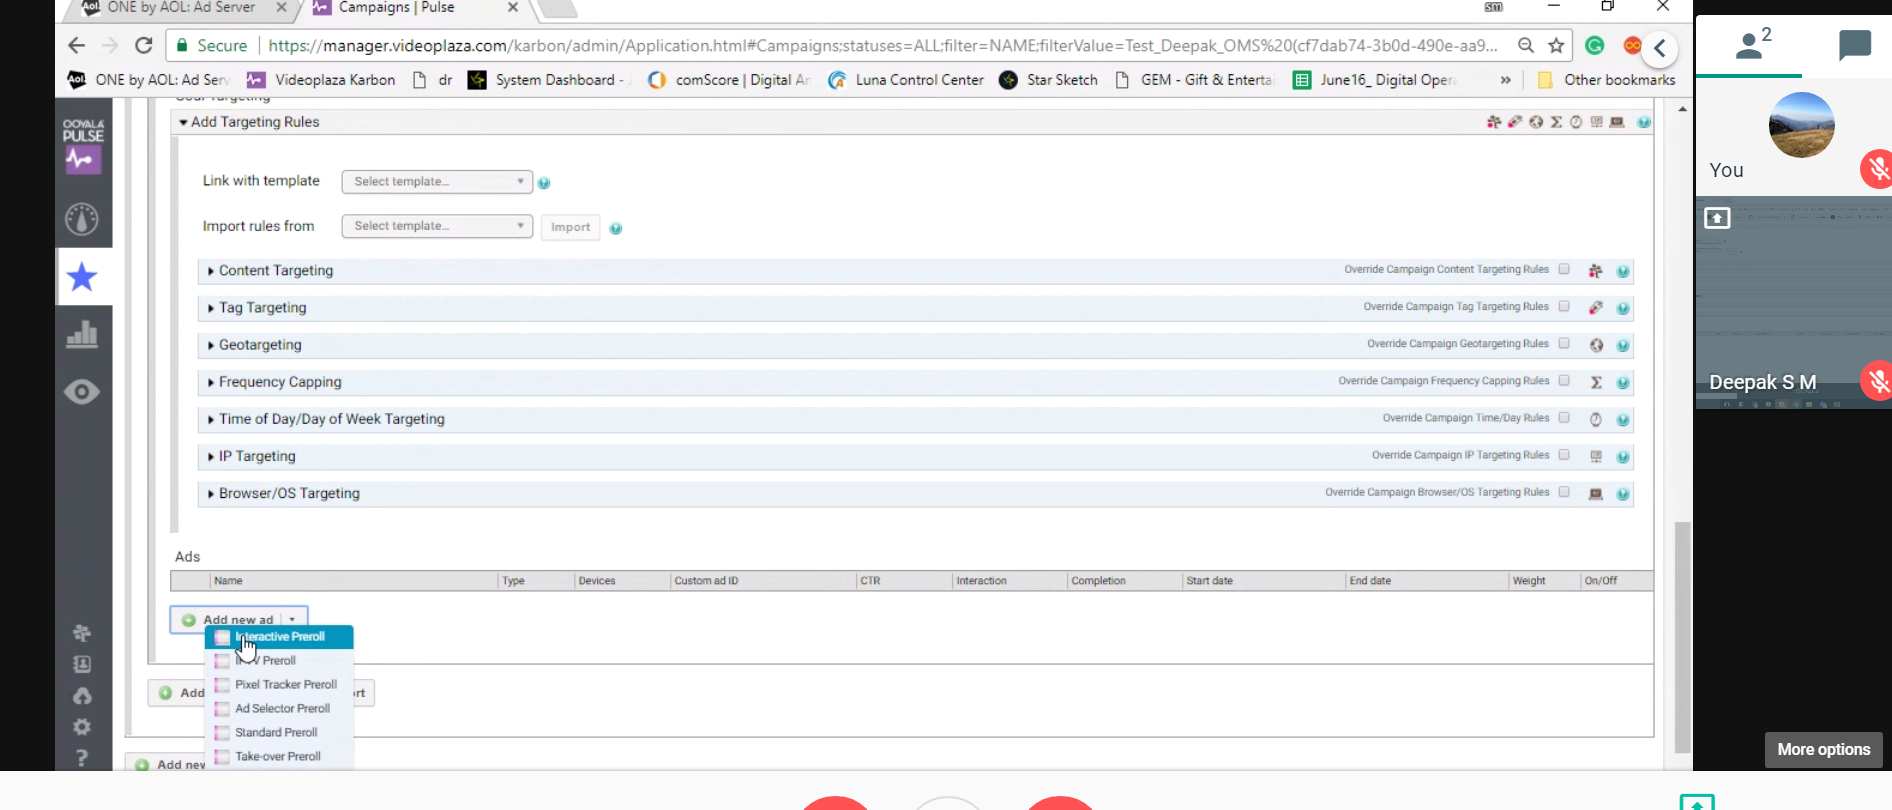 Aol. ONE by AOL: Ad Server
Campaigns | Pulse
SM
Secure https://manager.videoplaza.com/karbon/admin/Application.html#Campaigns;statuses=ALL;filter=NAME;filterValue=Test_Deepak_OMS%20(cf7dab74-3b0d-490e-aa9...
Aol. ONE by AOL: Ad Serv Videoplaza Karbon dr System Dashboard - comScore | Digital An Luna Control Center Star Sketch GEM - Gift & Enterta June16_ Digital Oper » Other bookmarks
2
OOYALA
PULSE
Goal Targeting
Add Targeting Rules
Link with template Select template...
Import rules from Select template... Import
Content Targeting Override Campaign Content Targeting Rules
Tag Targeting Override Campaign Tag Targeting Rules
Geotargeting Override Campaign Geotargeting Rules
Frequency Capping Override Campaign Frequency Capping Rules
Time of Day/Day of Week Targeting Override Campaign Time/Day Rules
IP Targeting Override Campaign IP Targeting Rules
Browser/OS Targeting Override Campaign Browser/OS Targeting Rules
Ads
Name Type Devices Custom ad ID CTR Interaction Completion Start date End date Weight On/Off
Add new ad
Interactive Preroll
Preroll
Pixel Tracker Preroll
Ad Selector Preroll
Standard Preroll
Take-over Preroll
Add
Add new
You
Deepak S M
More options